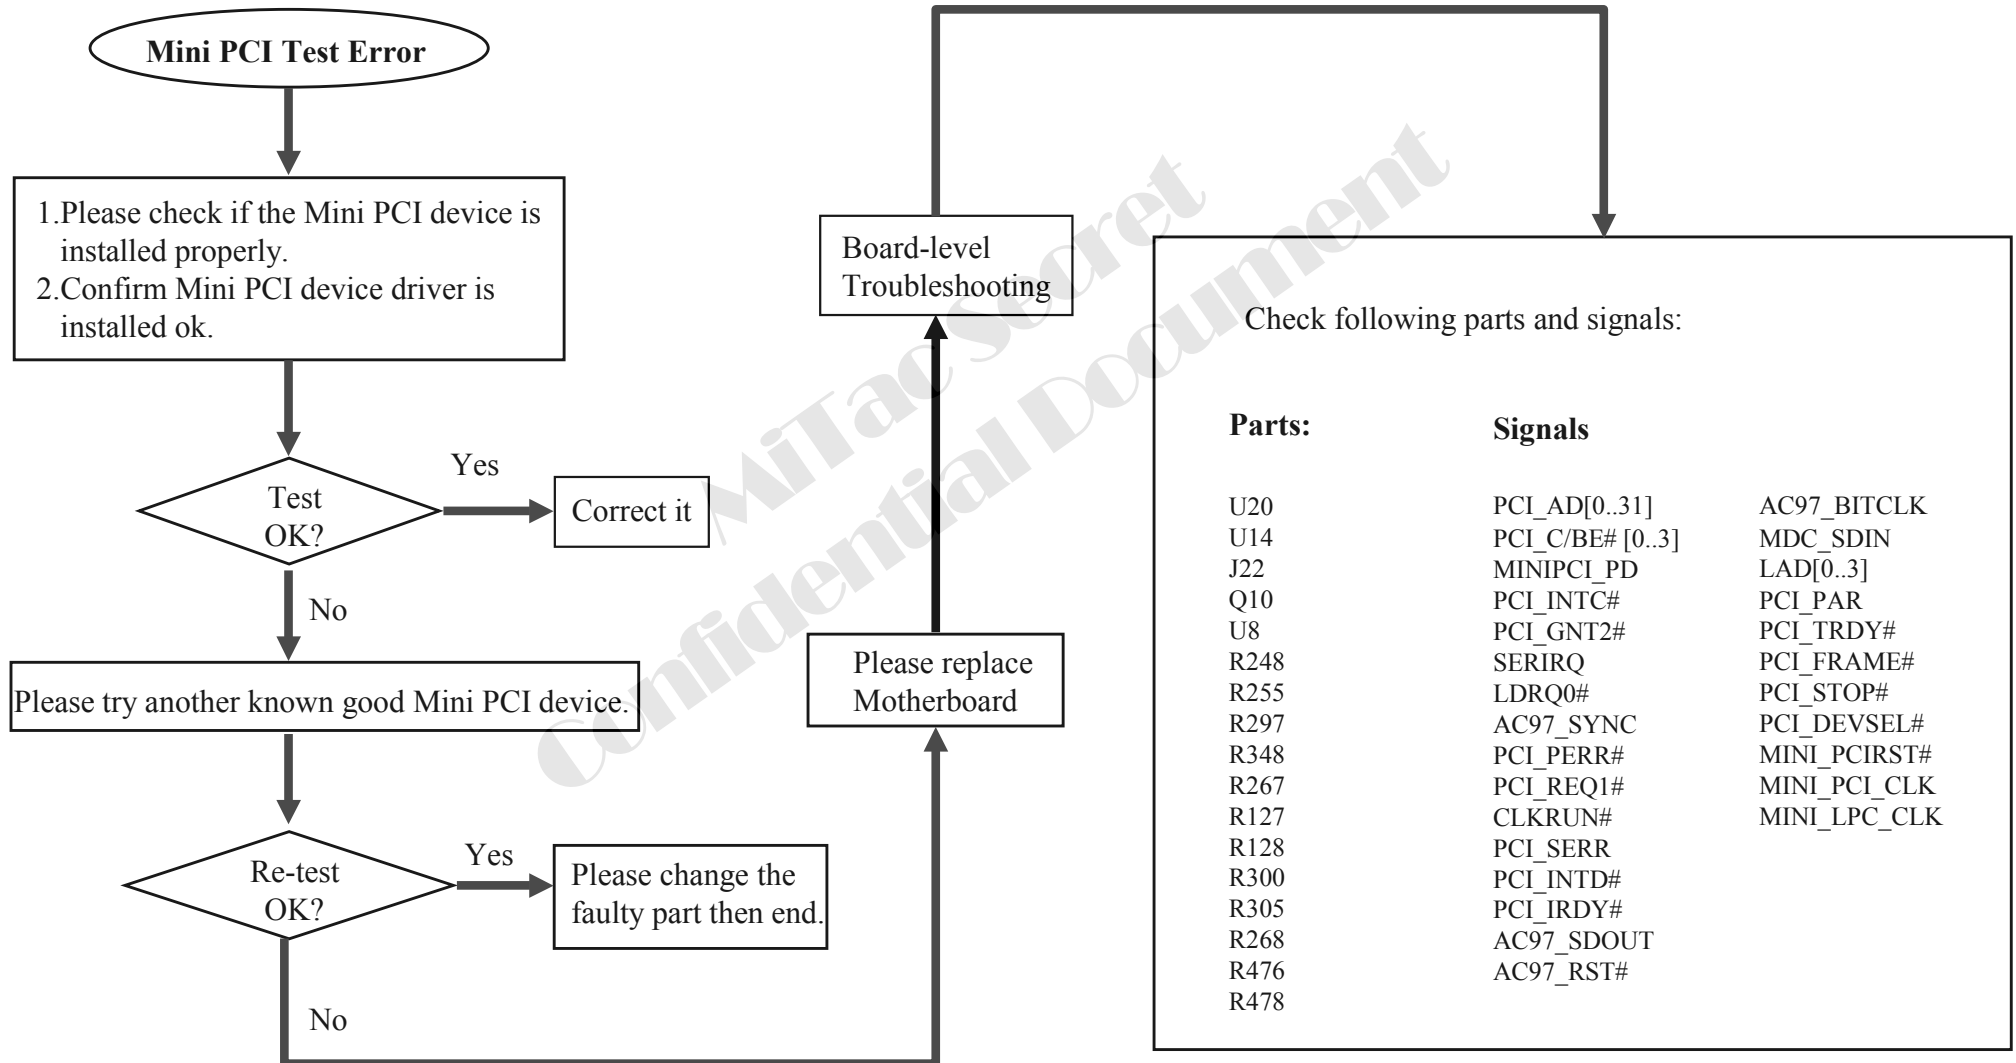 Mini PCI Test Error
1.Please check if the Mini PCI device is
installed properly.
2.Confirm Mini PCI device driver is
installed ok.
Test
OK?
Yes
Correct it
No
Please try another known good Mini PCI device.
Re-test
OK?
Yes
Please change the
faulty part then end.
No
Please replace
Motherboard
Board-level
Troubleshooting
Check following parts and signals:
Parts:
U20
U14
J22
Q10
U8
R248
R255
R297
R348
R267
R127
R128
R300
R305
R268
R476
R478
Signals
PCI_AD[0..31]
PCI_C/BE# [0..3]
MINIPCI_PD
PCI_INTC#
PCI_GNT2#
SERIRQ
LDRQ0#
AC97_SYNC
PCI_PERR#
PCI_REQ1#
CLKRUN#
PCI_SERR
PCI_INTD#
PCI_IRDY#
AC97_SDOUT
AC97_RST#
AC97_BITCLK
MDC_SDIN
LAD[0..3]
PCI_PAR
PCI_TRDY#
PCI_FRAME#
PCI_STOP#
PCI_DEVSEL#
MINI_PCIRST#
MINI_PCI_CLK
MINI_LPC_CLK
MiTac Secret
Confidential Document